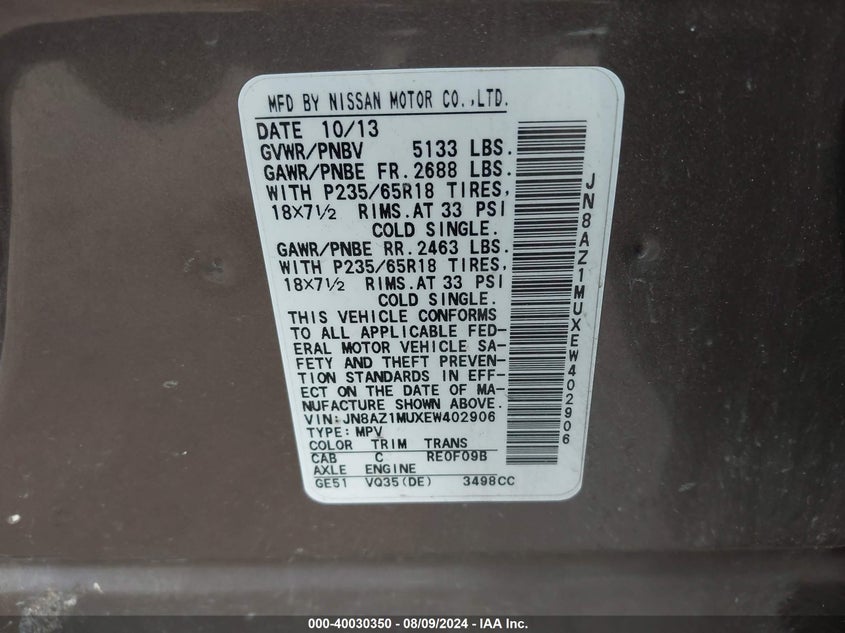 MFD BY NISSAN MOTOR CO.,LTD.
DATE 10/13
GVWR/PNBV 5133 LBS.
GAWR/PNBE FR. 2688 LBS.
WITH P235/65R18 TIRES,
18X7½ RIMS.AT 33 PSI
COLD SINGLE.
GAWR/PNBE RR. 2463 LBS.
WITH P235/65R18 TIRES,
18X7½ RIMS.AT 33 PSI
COLD SINGLE.
THIS VEHICLE CONFORMS
TO ALL APPLICABLE FED-
ERAL MOTOR VEHICLE SA-
FETY AND THEFT PREVEN-
TION STANDARDS IN EFF-
ECT ON THE DATE OF MA-
NUFACTURE SHOWN ABOVE.
VIN:JN8AZ1MUXEW402906
TYPE:MPV
COLOR TRIM TRANS
CAB C RE0F09B
AXLE ENGINE
GE51 VQ35(DE) 3498CC
JN8AZ1MUXEW402906
000-40030350 - 08/09/2024 - IAA Inc.